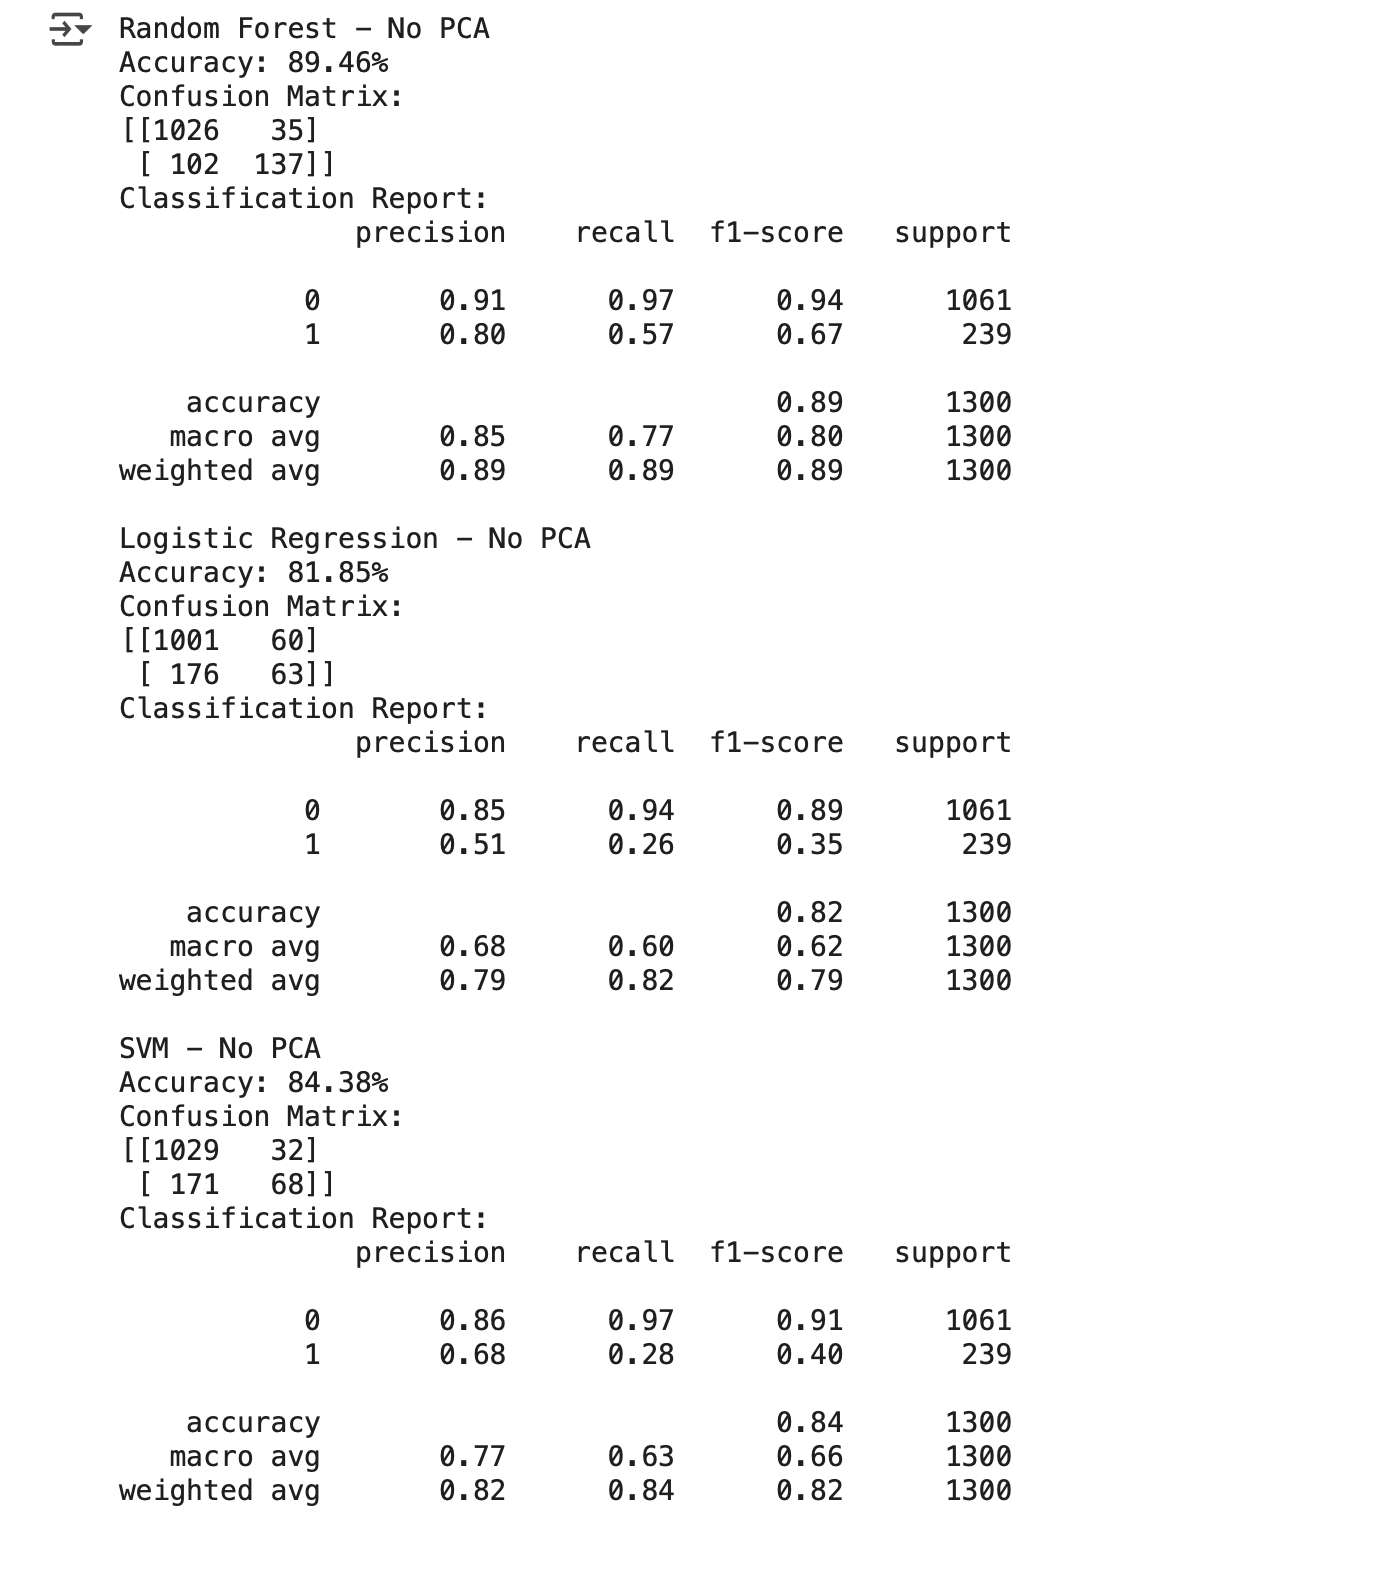 Random Forest – No PCA
Accuracy: 89.46%
Confusion Matrix:
[[1026   35]
 [ 102  137]]
Classification Report:
              precision    recall  f1-score   support

           0       0.91      0.97      0.94      1061
           1       0.80      0.57      0.67       239

    accuracy                           0.89      1300
   macro avg       0.85      0.77      0.80      1300
weighted avg       0.89      0.89      0.89      1300

Logistic Regression – No PCA
Accuracy: 81.85%
Confusion Matrix:
[[1001   60]
 [ 176   63]]
Classification Report:
              precision    recall  f1-score   support

           0       0.85      0.94      0.89      1061
           1       0.51      0.26      0.35       239

    accuracy                           0.82      1300
   macro avg       0.68      0.60      0.62      1300
weighted avg       0.79      0.82      0.79      1300

SVM – No PCA
Accuracy: 84.38%
Confusion Matrix:
[[1029   32]
 [ 171   68]]
Classification Report:
              precision    recall  f1-score   support

           0       0.86      0.97      0.91      1061
           1       0.68      0.28      0.40       239

    accuracy                           0.84      1300
   macro avg       0.77      0.63      0.66      1300
weighted avg       0.82      0.84      0.82      1300